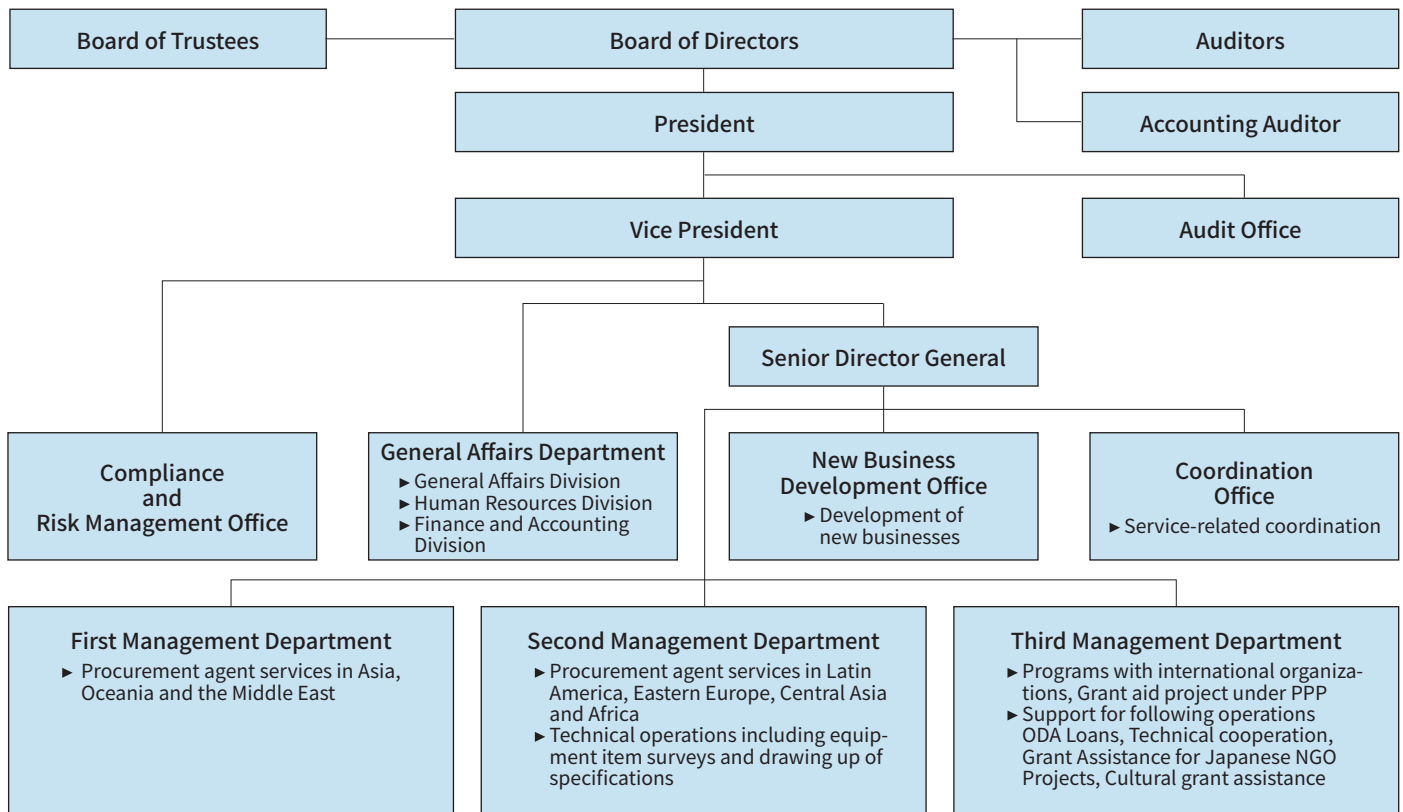 Board of Trustees
Board of Directors
Auditors
President
Accounting Auditor
Vice President
Audit Office
Senior Director General
Compliance
and
Risk Management Office
General Affairs Department
▶ General Affairs Division
▶ Human Resources Division
▶ Finance and Accounting
Division
New Business
Development Office
▶ Development of
new businesses
Coordination
Office
▶ Service-related coordination
First Management Department
▶ Procurement agent services in Asia,
Oceania and the Middle East
Second Management Department
▶ Procurement agent services in Latin
America, Eastern Europe, Central Asia
and Africa
▶ Technical operations including equip-
ment item surveys and drawing up of
specifications
Third Management Department
▶ Programs with international organiza-
tions, Grant aid project under PPP
▶ Support for following operations
ODA Loans, Technical cooperation,
Grant Assistance for Japanese NGO
Projects, Cultural grant assistance